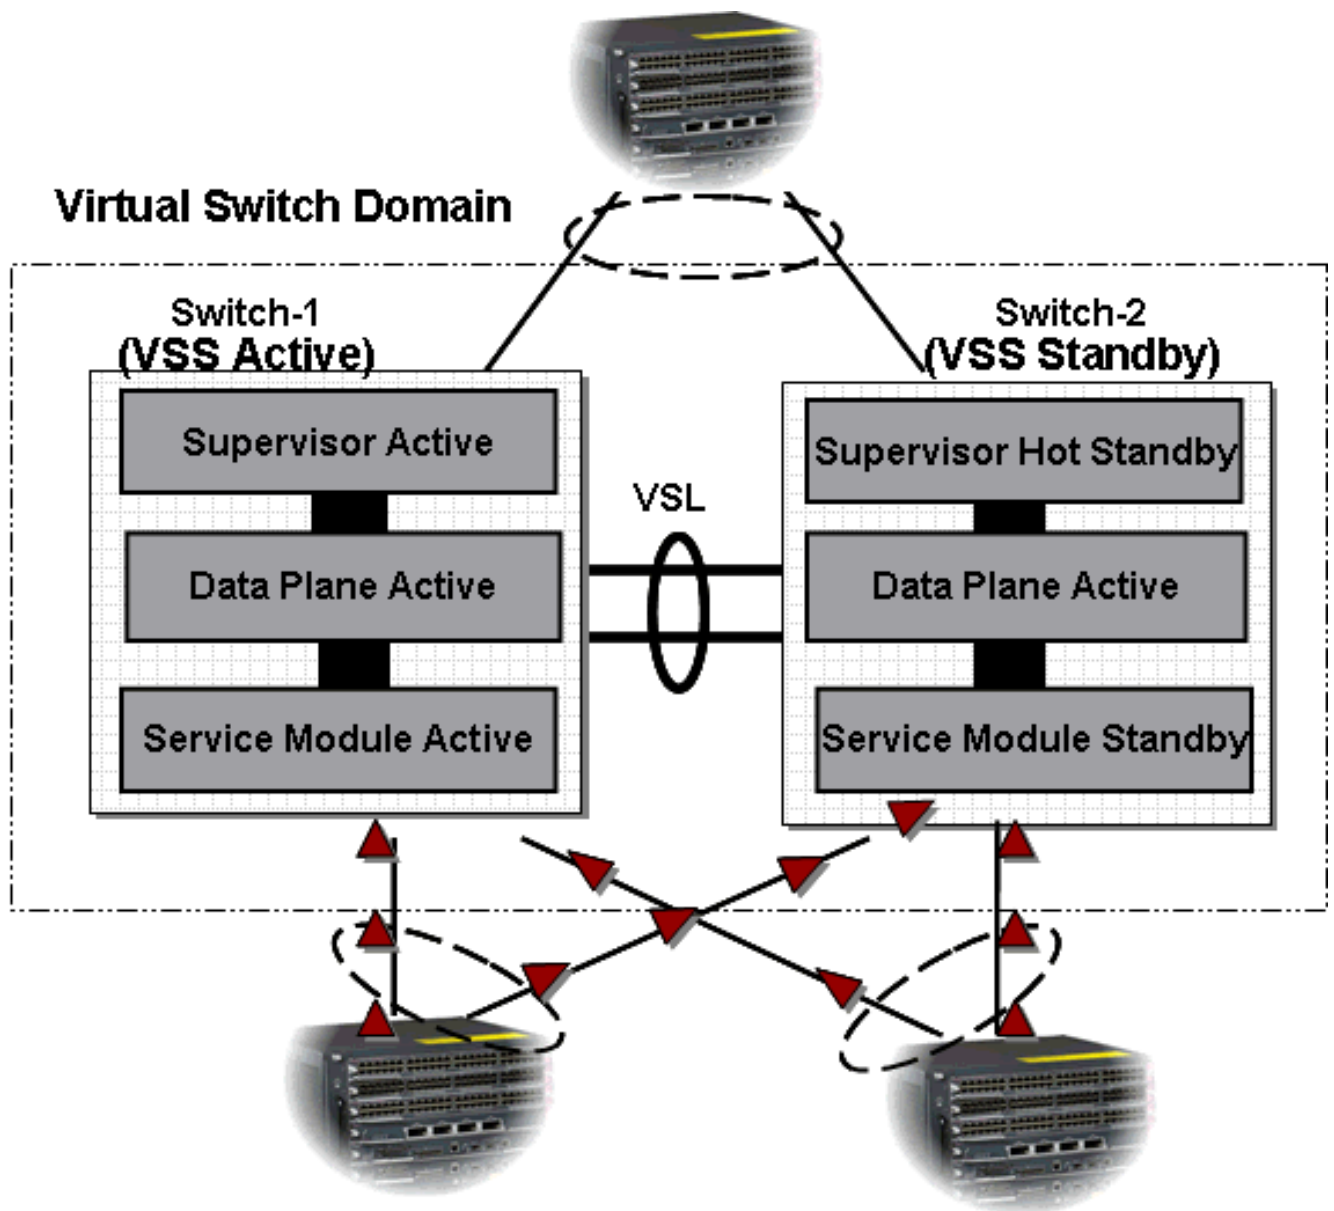 Virtual Switch Domain
Switch-1
(VSS Active)
Switch-2
(VSS Standby)
Supervisor Active
Supervisor Hot Standby
VSL
Data Plane Active
Data Plane Active
Service Module Active
Service Module Standby